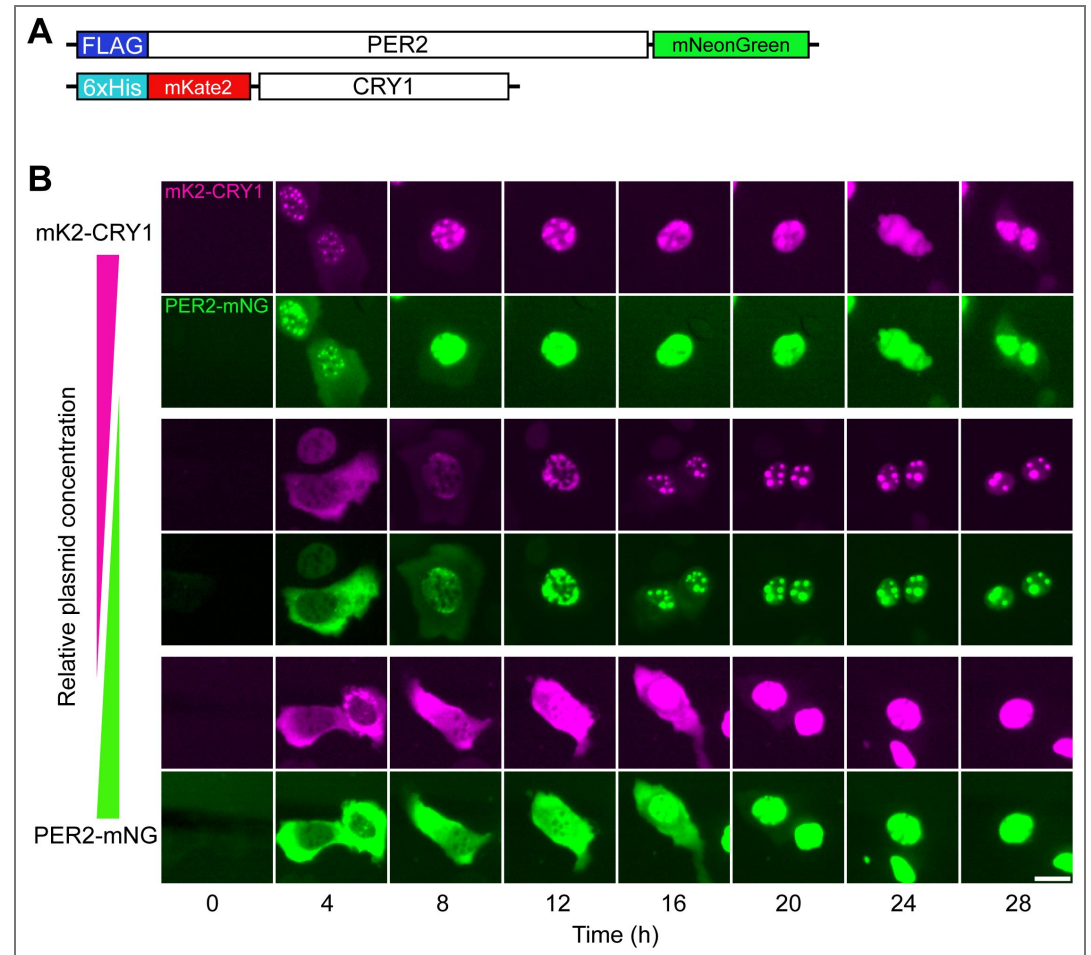 A
FLAG PER2 mNeonGreen
6xHis mKate2 CRY1
B
mK2-CRY1
mK2-CRY1
PER2-mNG
Relative plasmid concentration
PER2-mNG
0 4 8 12 16 20 24 28
Time (h)